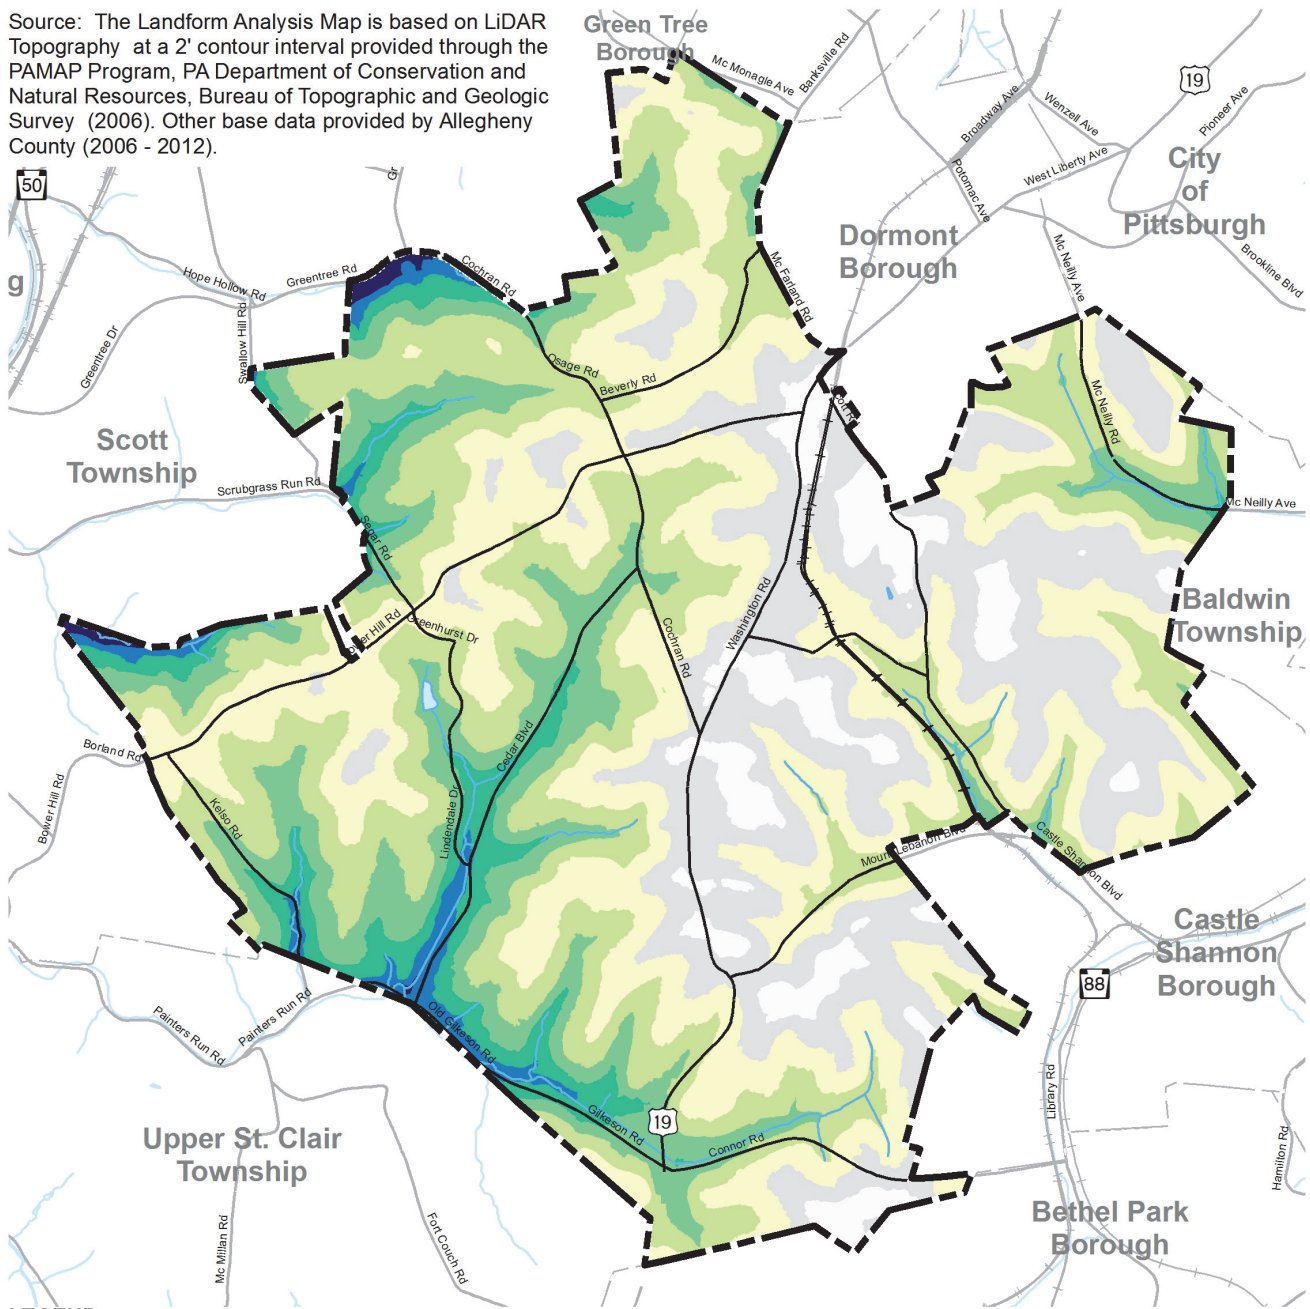 Source:  The Landform Analysis Map is based on LiDAR
Topography  at a 2' contour interval provided through the
PAMAP Program, PA Department of Conservation and
Natural Resources, Bureau of Topographic and Geologic
Survey  (2006). Other base data provided by Allegheny
County (2006 - 2012).
Green Tree
Borough
Mc Monagle Ave
Banksville Rd
Broadway Ave
Wenzell Ave
19
Pioneer Ave
West Liberty Ave
Potomac Ave
City
of
Pittsburgh
Brookline Blvd
Mc Neilly Ave
50
Gr
g
Hope Hollow Rd
Greentree Rd
Cochran Rd
Swallow Hill Rd
Greentree Dr
Dormont
Borough
Mc Farland Rd
Osage Rd
Beverly Rd
Mc Neilly Rd
Scott
Township
Scrubgrass Run Rd
Segar Rd
Mc Neilly Ave
Baldwin
Township
Washington Rd
Cochran Rd
Greenhurst Dr
Borland Rd
Bower Hill Rd
Kelso Rd
Cedar Blvd
Lindendale Dr
Mount Lebanon Blvd
Castle Shannon Blvd
Castle
Shannon
Borough
88
Painters Run Rd
Painters Run Rd
Old Gilkeson Rd
Gilkeson Rd
19
Connor Rd
Library Rd
Hamilton Rd
Upper St. Clair
Township
Mc Millan Rd
Fort Couch Rd
Bethel Park
Borough